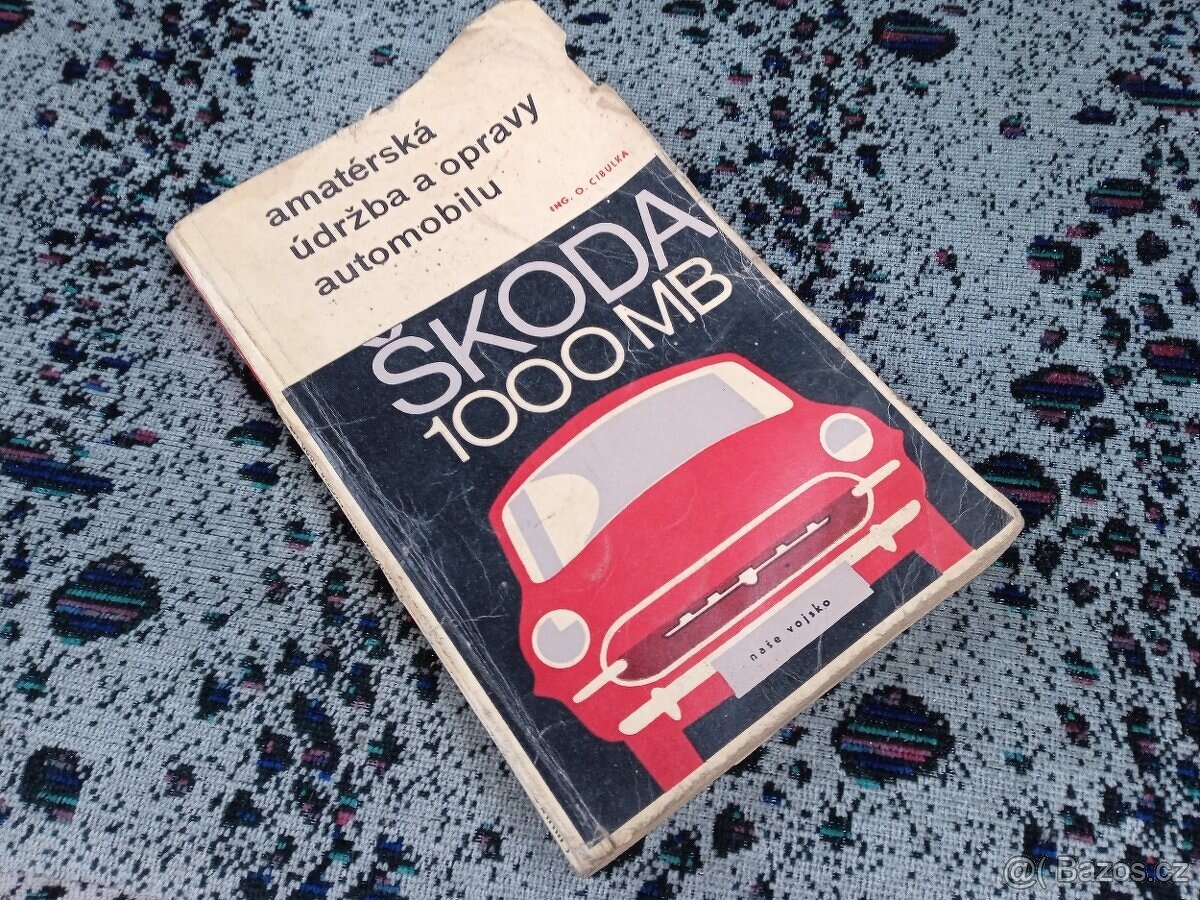 amatérská
údržba a opravy
automobilu
ING. O. CIBULKA
ŠKODA
1000 MB
naše vojsko
@( Bazos.cz